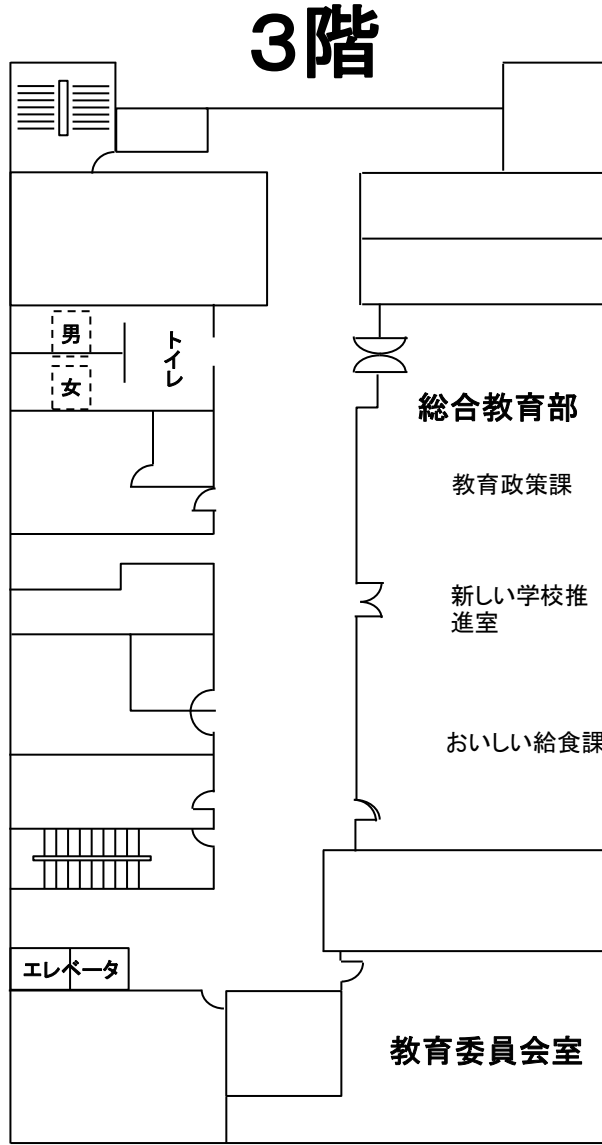 3階
男
女
トイレ
総合教育部
教育政策課
新しい学校推
進室
おいしい給食課
エレベータ
教育委員会室